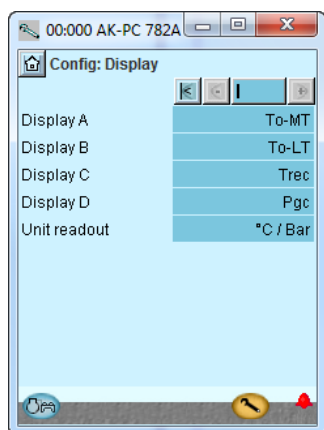 00:000 AK-PC 782A
Config: Display
Display A To-MT
Display B To-LT
Display C Trec
Display D Pgc
Unit readout °C / Bar